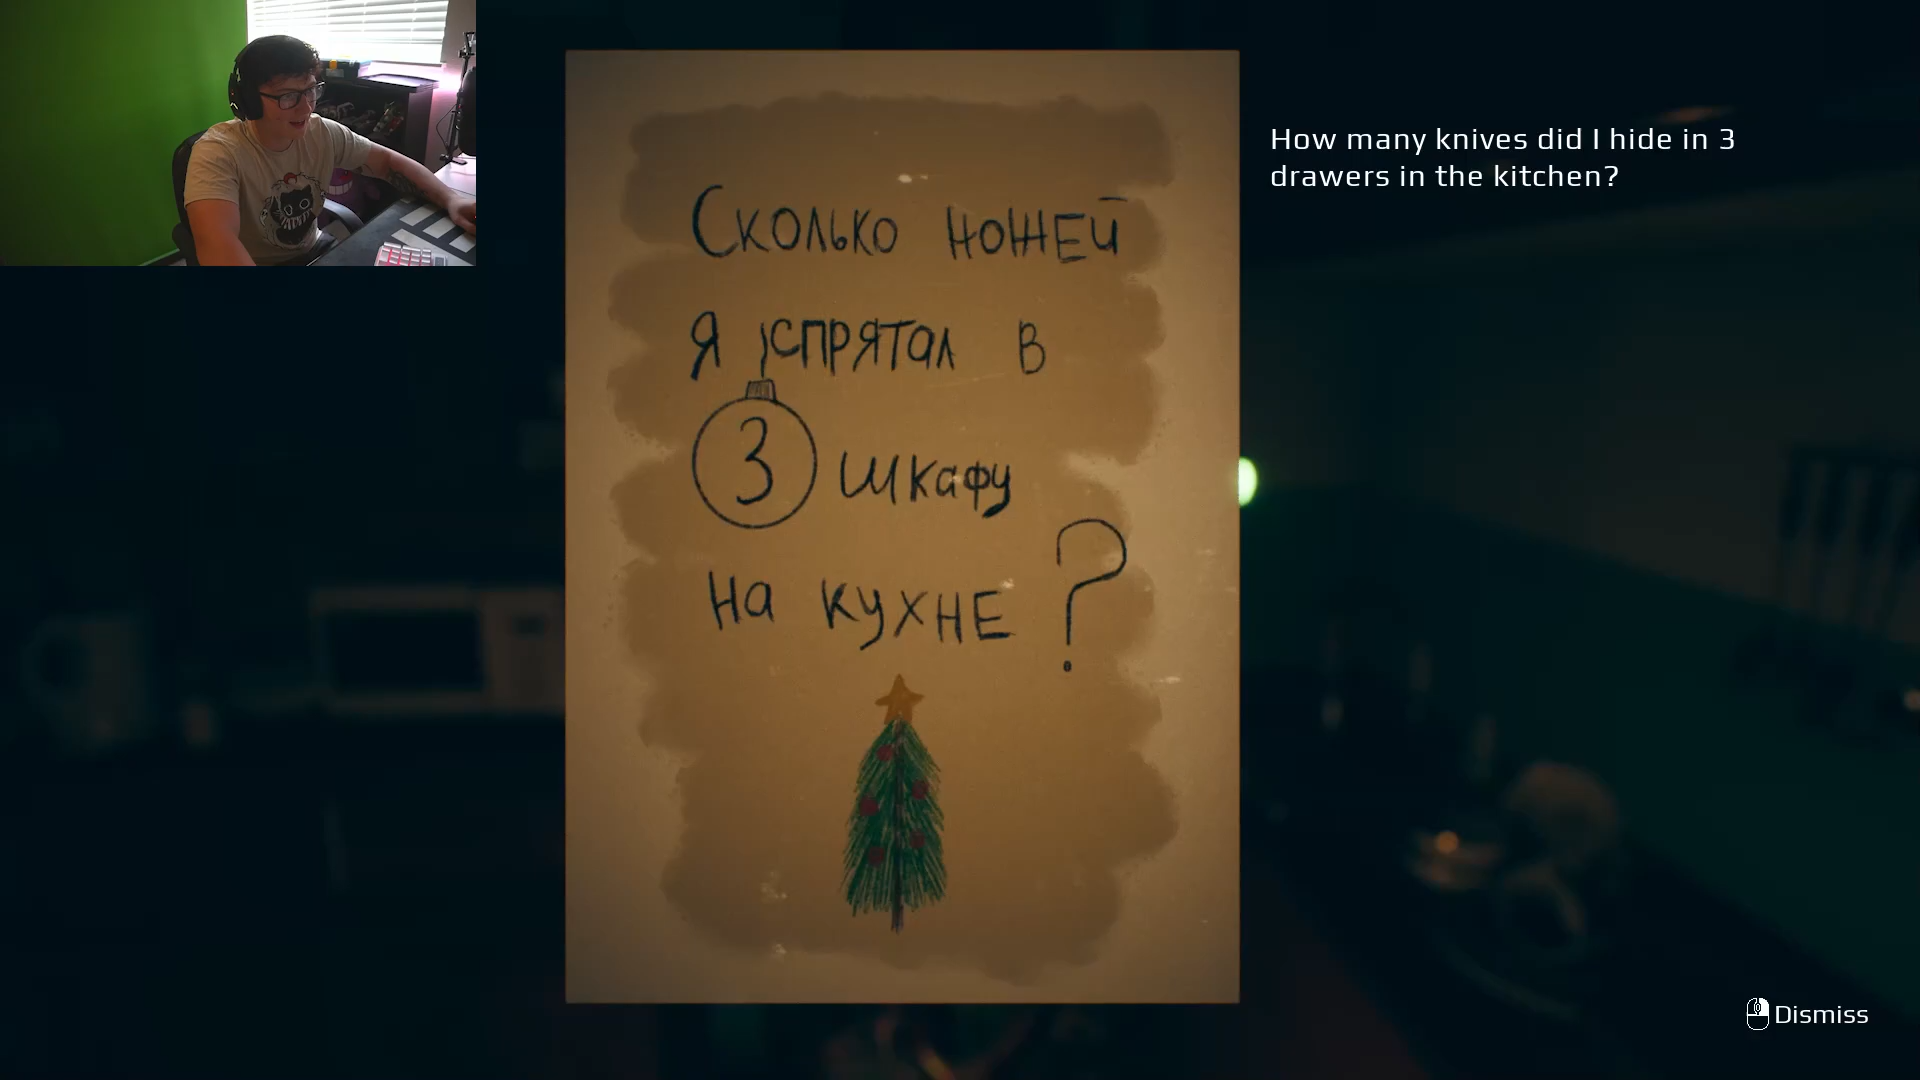 Сколько ножей
я спрятал в
3 шкафу
на кухне?
How many knives did I hide in 3
drawers in the kitchen?
Dismiss